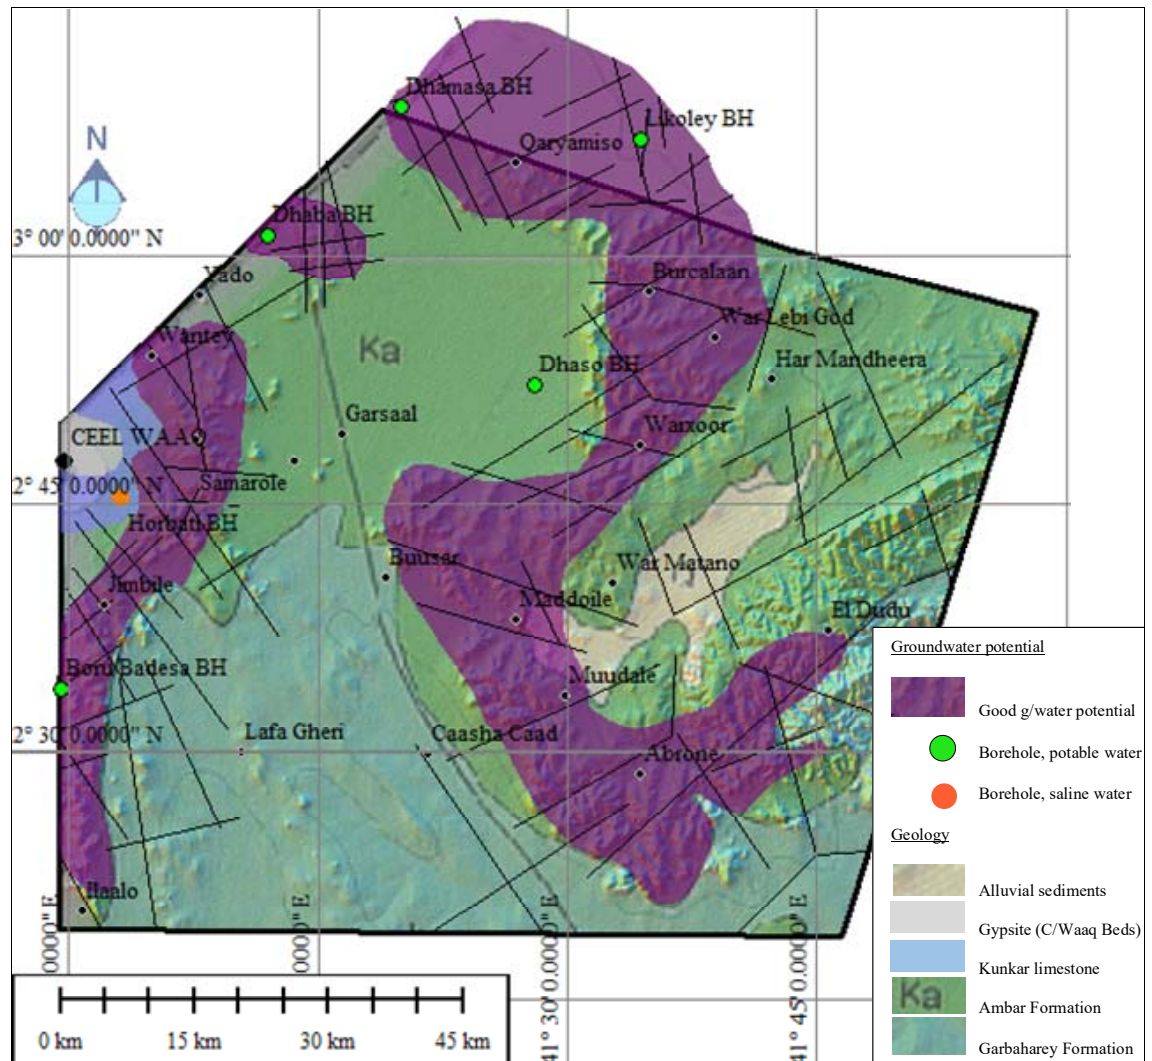 Dhamasa BH
Likoley BH
N
Qaryamiso
Dhaba BH
3° 00' 0.0000" N
Yado
Burcalaan
War Lebi God
Wantey
Ka
Dhaso BH
Har Mandheera
Garsaal
Warxoor
CEEL WAAQ
Samarole
2° 45' 0.0000" N
Horbati BH
Buusar
War Matano
Jimbile
Maddoile
El Dudu
Boru Badesa BH
Muudale
2° 30' 0.0000" N
Lafa Gheri
Caasha Caad
Abrone
Ilaalo
0000" E
0000" E
41° 30' 0.0000" E
41° 45' 0.0000" E
0 km 15 km 30 km 45 km
Groundwater potential
Good g/water potential
Borehole, potable water
Borehole, saline water
Geology
Alluvial sediments
Gypsite (C/Waaq Beds)
Kunkar limestone
Ka
Ambar Formation
Garbaharey Formation